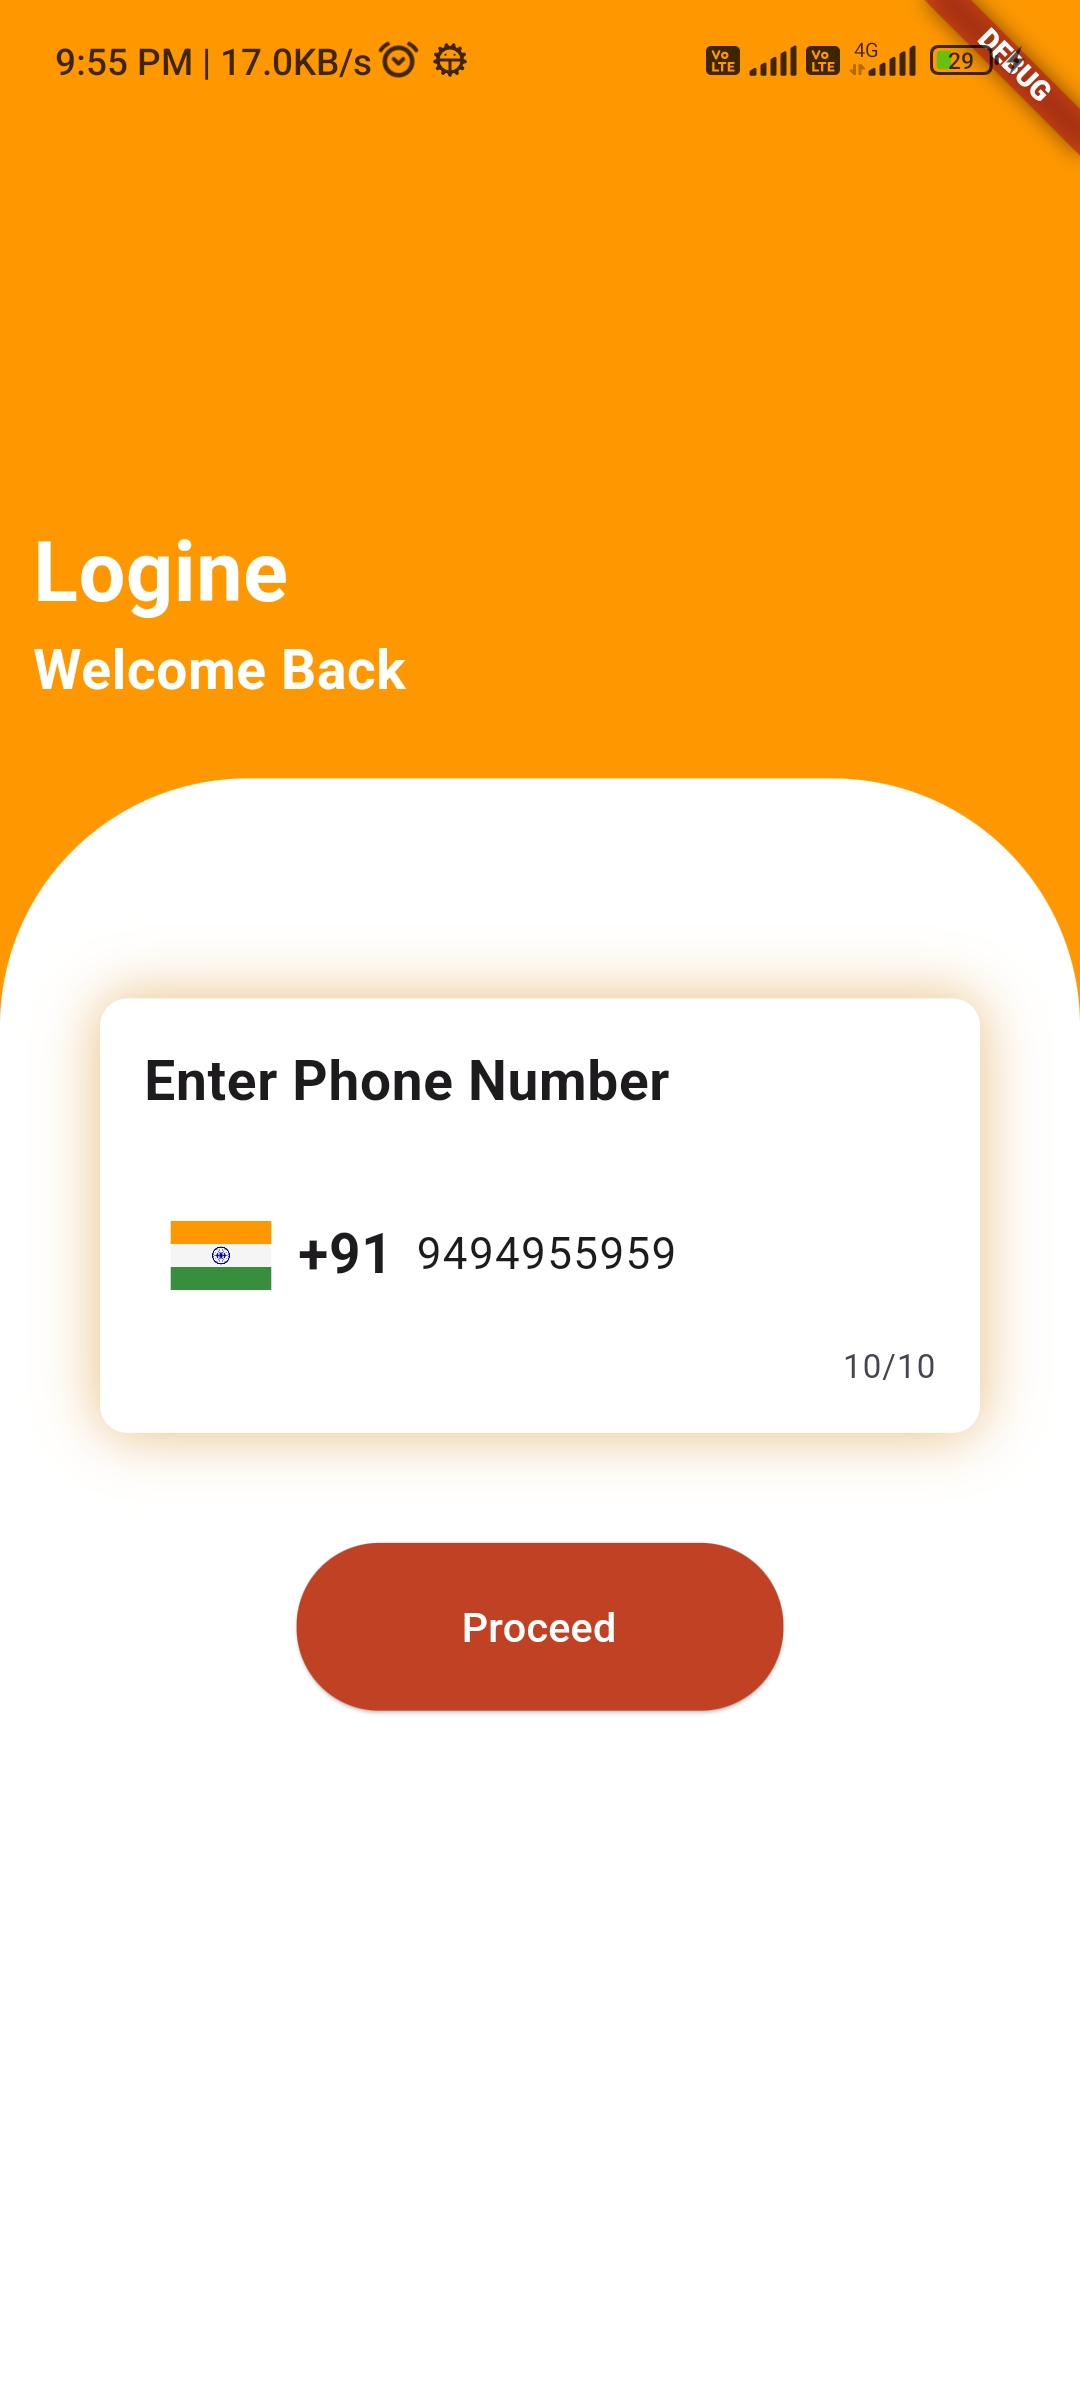 9:55 PM | 17.0KB/s
Vo LTE Vo LTE 4G 29
DEBUG
Logine
Welcome Back
Enter Phone Number
+91 9494955959
10/10
Proceed